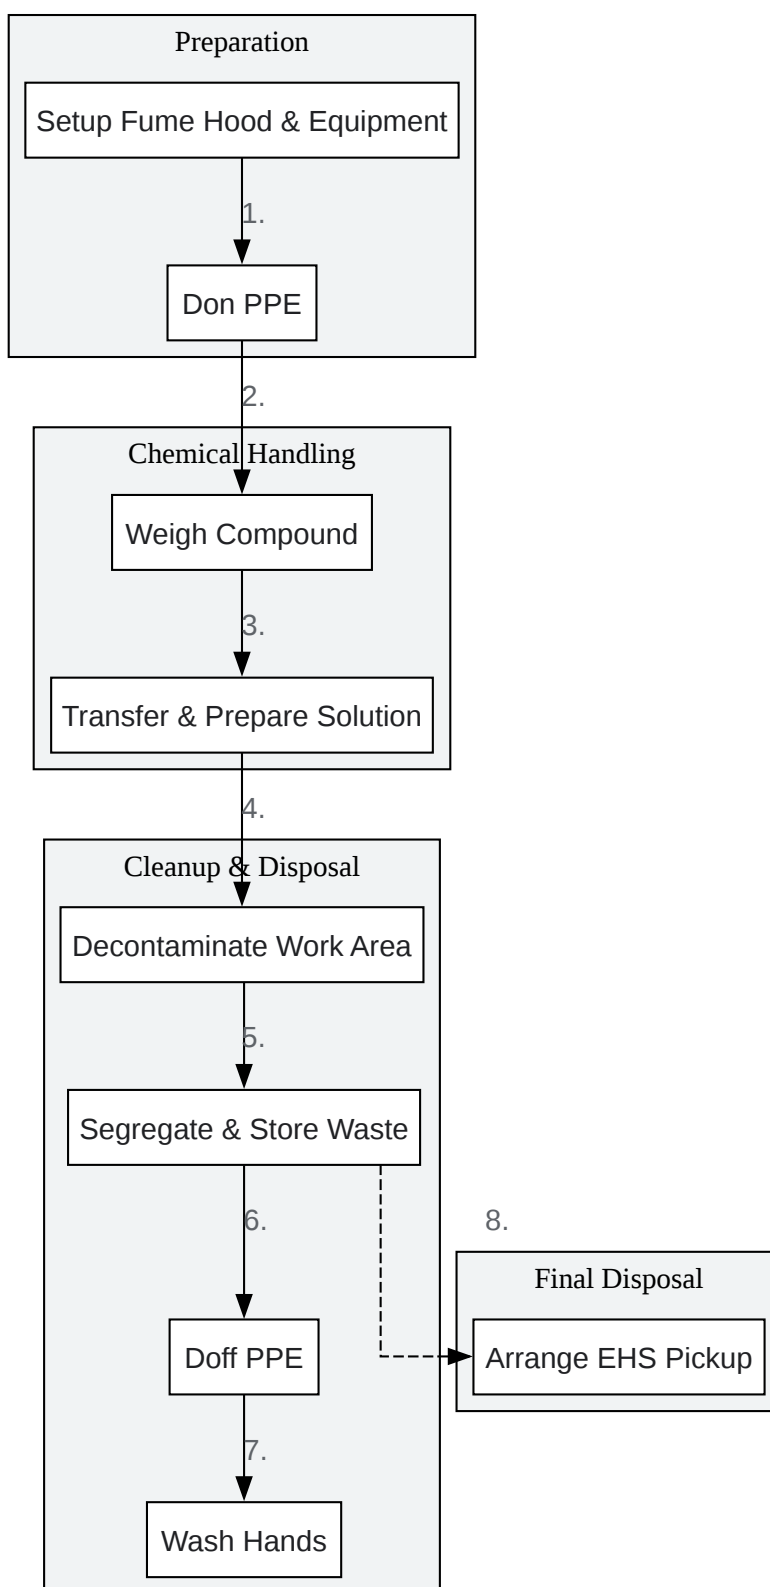 Preparation
Setup Fume Hood & Equipment
1.
Don PPE
2.
Chemical Handling
Weigh Compound
3.
Transfer & Prepare Solution
4.
Cleanup & Disposal
Decontaminate Work Area
5.
Segregate & Store Waste
6.
8.
Final Disposal
Doff PPE
Arrange EHS Pickup
7.
Wash Hands